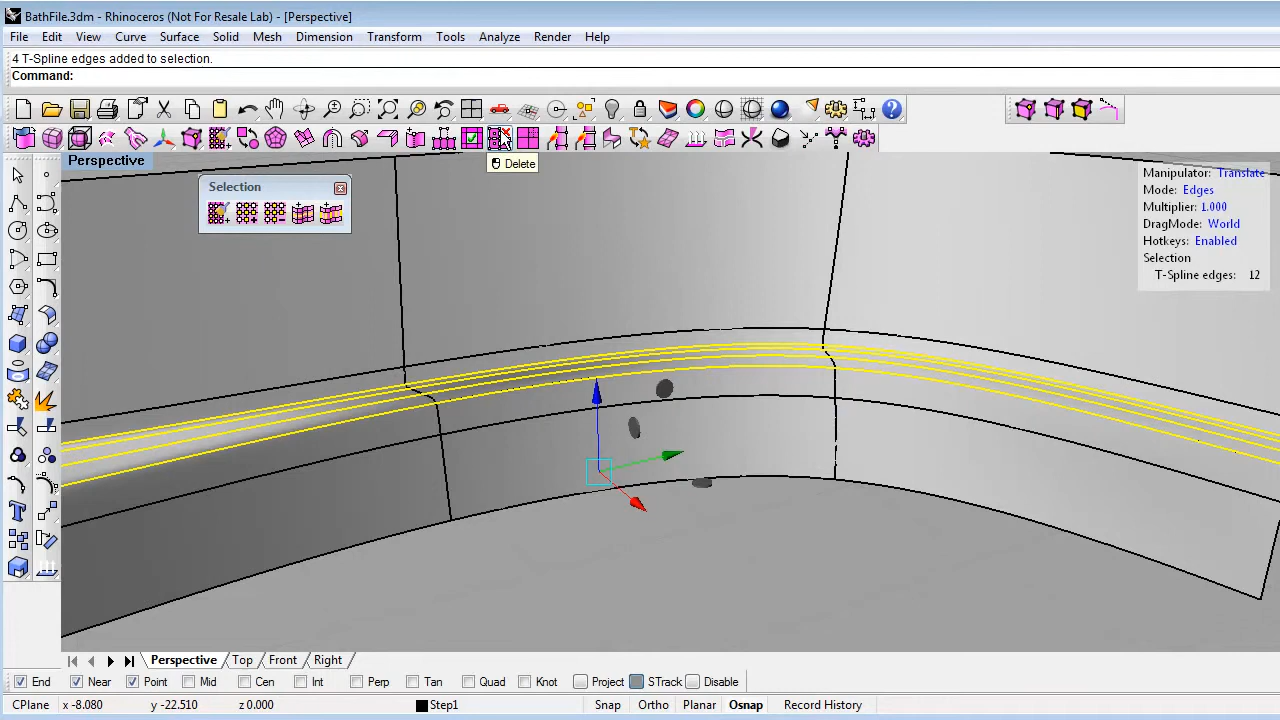 BathFile.3dm - Rhinoceros (Not For Resale Lab) - [Perspective]
File Edit View Curve Surface Solid Mesh Dimension Transform Tools Analyze Render Help
4 T-Spline edges added to selection.
Command:
Delete
Perspective
Selection
Manipulator: Translate
Mode: Edges
Multiplier: 1.000
DragMode: World
Hotkeys: Enabled
Selection
T-Spline edges: 12
Perspective Top Front Right
End Near Point Mid Cen Int Perp Tan Quad Knot Project STrack Disable
CPlane x -8.080 y -22.510 z 0.000 Step1 Snap Ortho Planar Osnap Record History